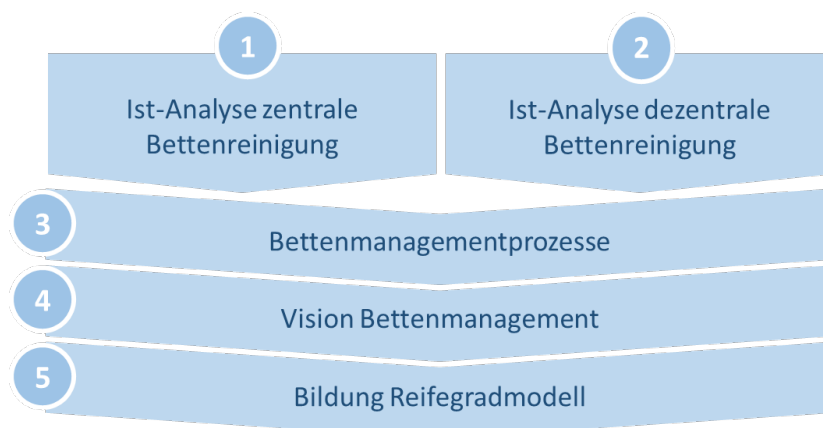 1
Ist-Analyse zentrale
Bettenreinigung
2
Ist-Analyse dezentrale
Bettenreinigung
3
Bettenmanagementprozesse
4
Vision Bettenmanagement
5
Bildung Reifegradmodell